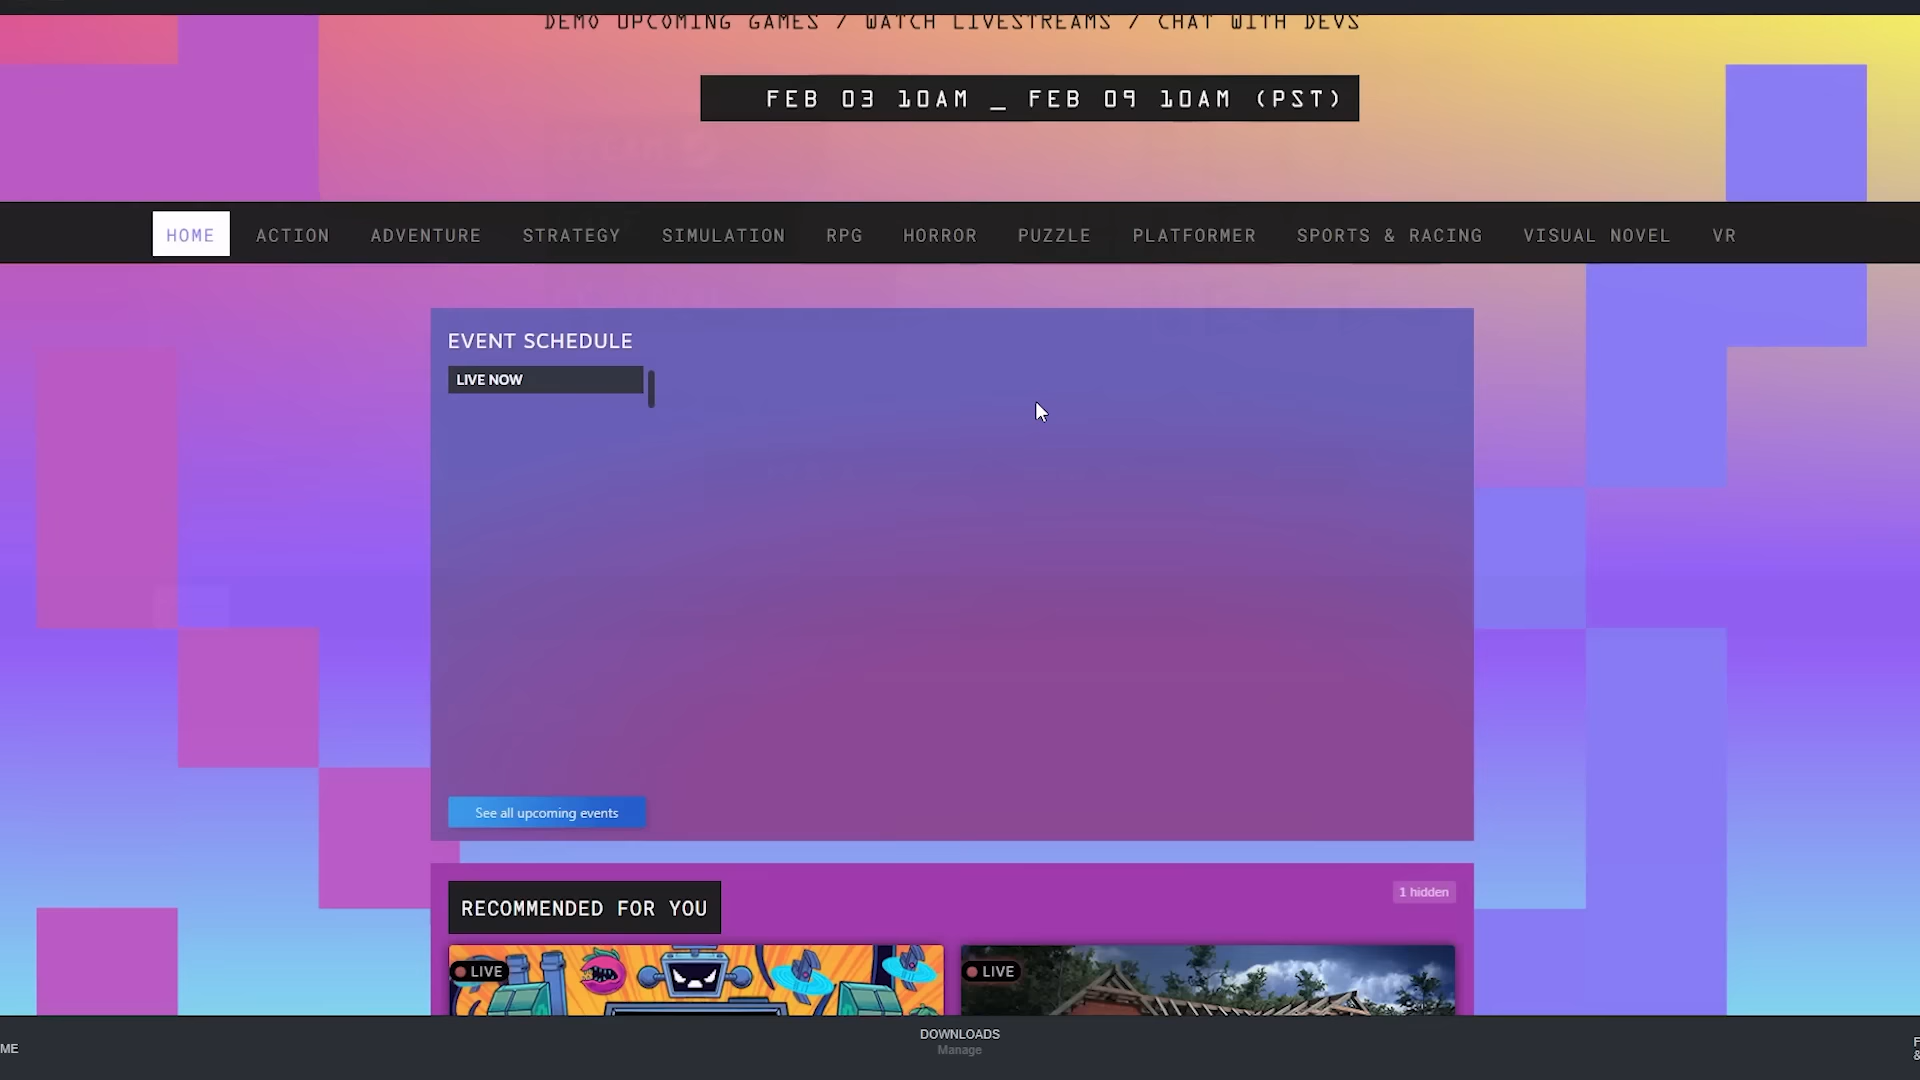 DEMO UPCOMING GAMES / WATCH LIVESTREAMS / CHAT WITH DEVS
FEB 03 10AM _ FEB 09 10AM (PST)
HOME ACTION ADVENTURE STRATEGY SIMULATION RPG HORROR PUZZLE PLATFORMER SPORTS & RACING VISUAL NOVEL VR
EVENT SCHEDULE
LIVE NOW
See all upcoming events
RECOMMENDED FOR YOU
1 hidden
LIVE
LIVE
DOWNLOADS
Manage